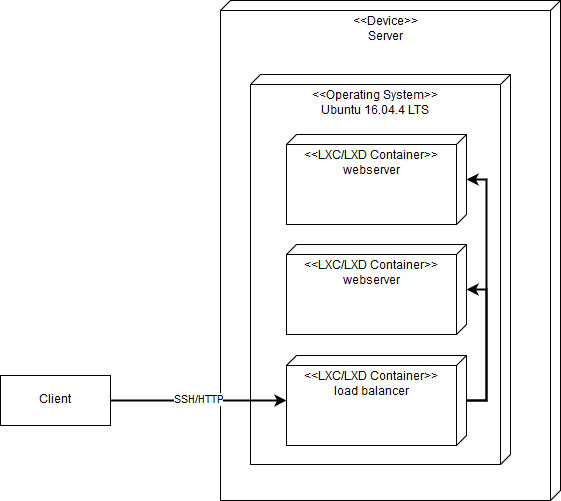 <<Device>>
Server
<<Operating System>>
Ubuntu 16.04.4 LTS
<<LXC/LXD Container>>
webserver
<<LXC/LXD Container>>
webserver
<<LXC/LXD Container>>
load balancer
Client
SSH/HTTP